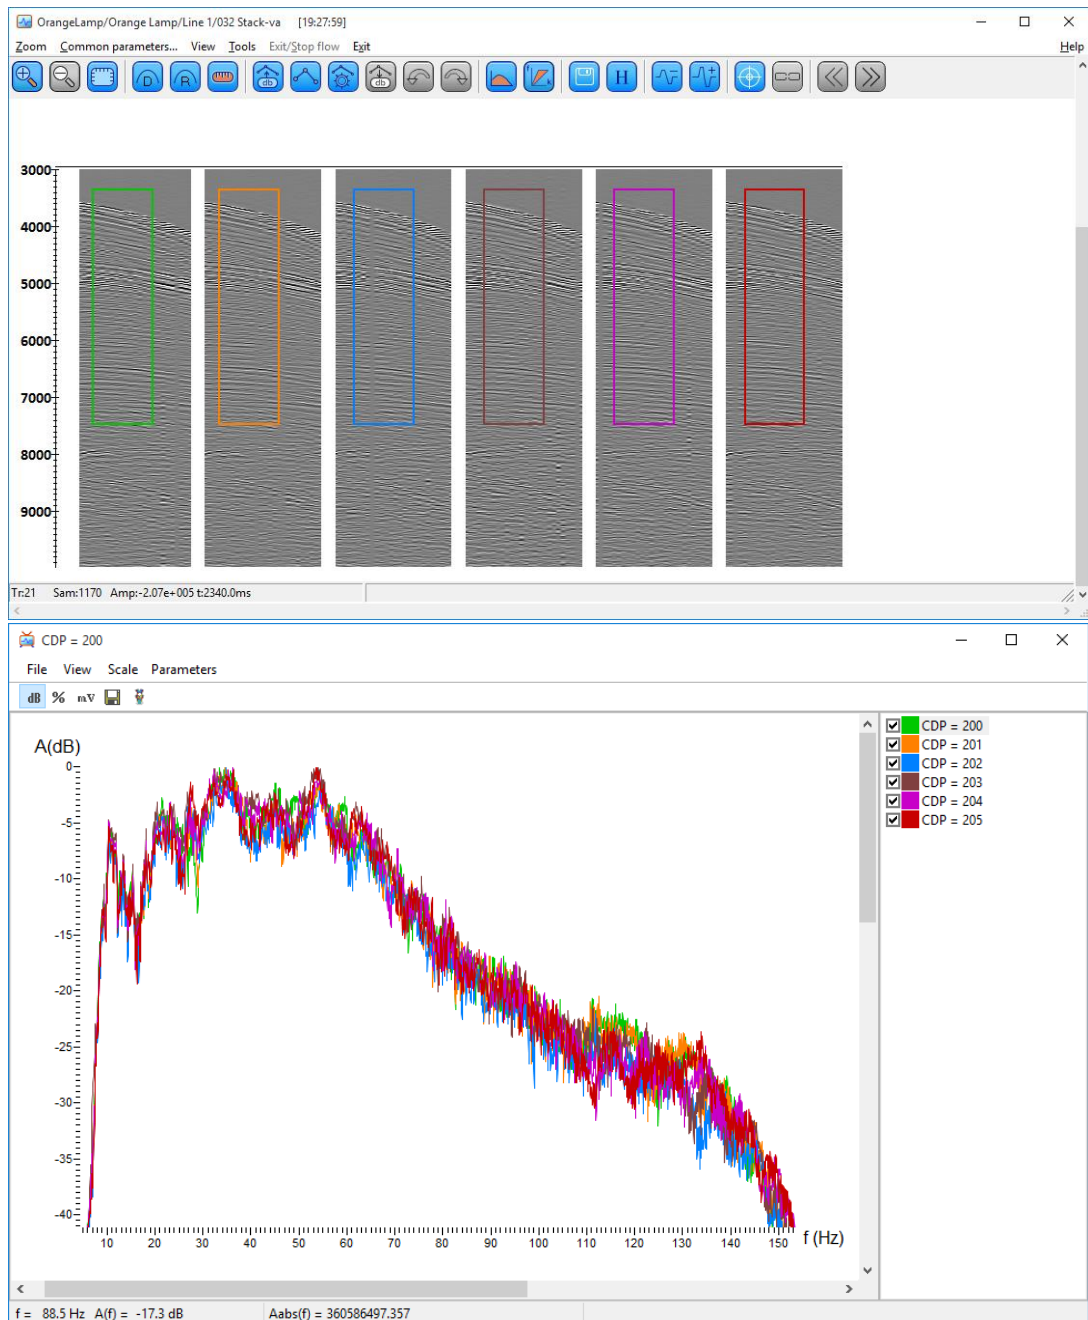 OrangeLamp/Orange Lamp/Line 1/032 Stack-va [19:27:59]
Zoom Common parameters... View Tools Exit/Stop flow Exit Help
D R db db f k H
3000
4000
5000
6000
7000
8000
9000
Tr:21 Sam:1170 Amp:-2.07e+005 t:2340.0ms
CDP = 200
File View Scale Parameters
dB % mV
A(dB)
0
-5
-10
-15
-20
-25
-30
-35
-40
10 20 30 40 50 60 70 80 90 100 110 120 130 140 150 f (Hz)
CDP = 200
CDP = 201
CDP = 202
CDP = 203
CDP = 204
CDP = 205
f = 88.5 Hz A(f) = -17.3 dB Aabs(f) = 360586497.357